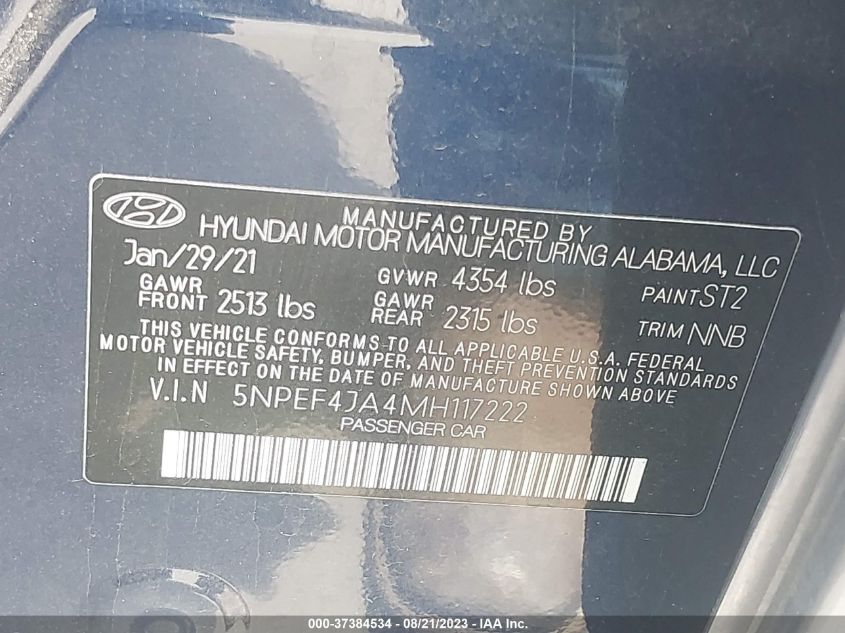 MANUFACTURED BY
HYUNDAI MOTOR MANUFACTURING ALABAMA, LLC
Jan/29/21 GVWR 4354 lbs PAINT ST2
GAWR FRONT 2513 lbs GAWR REAR 2315 lbs TRIM NNB
THIS VEHICLE CONFORMS TO ALL APPLICABLE U.S.A. FEDERAL
MOTOR VEHICLE SAFETY, BUMPER, AND THEFT PREVENTION STANDARDS
IN EFFECT ON THE DATE OF MANUFACTURE SHOWN ABOVE
V.I.N 5NPEF4JA4MH117222
PASSENGER CAR
000-37384534 - 08/21/2023 - IAA Inc.